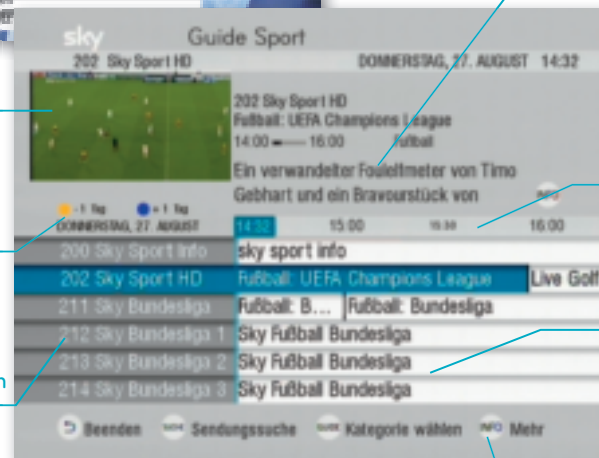 sky Guide Sport
202 Sky Sport HD DONNERSTAG, 27. AUGUST 14:32
202 Sky Sport HD
Fußball: UEFA Champions League
14:00 16:00 Fußball
Ein verwandelter Foulelfmeter von Timo
Gebhart und ein Bravourstück von INFO
- 1 Tag + 1 Tag
DONNERSTAG, 27. AUGUST 14:32 15:00 15:30 16:00
200 Sky Sport Info sky sport info
202 Sky Sport HD Fußball: UEFA Champions League Live Golf
211 Sky Bundesliga Fußball: B... Fußball: Bundesliga
212 Sky Bundesliga 1 Sky Fußball Bundesliga
213 Sky Bundesliga 2 Sky Fußball Bundesliga
214 Sky Bundesliga 3 Sky Fußball Bundesliga
Beenden Sendungssuche Kategorie wählen INFO Mehr